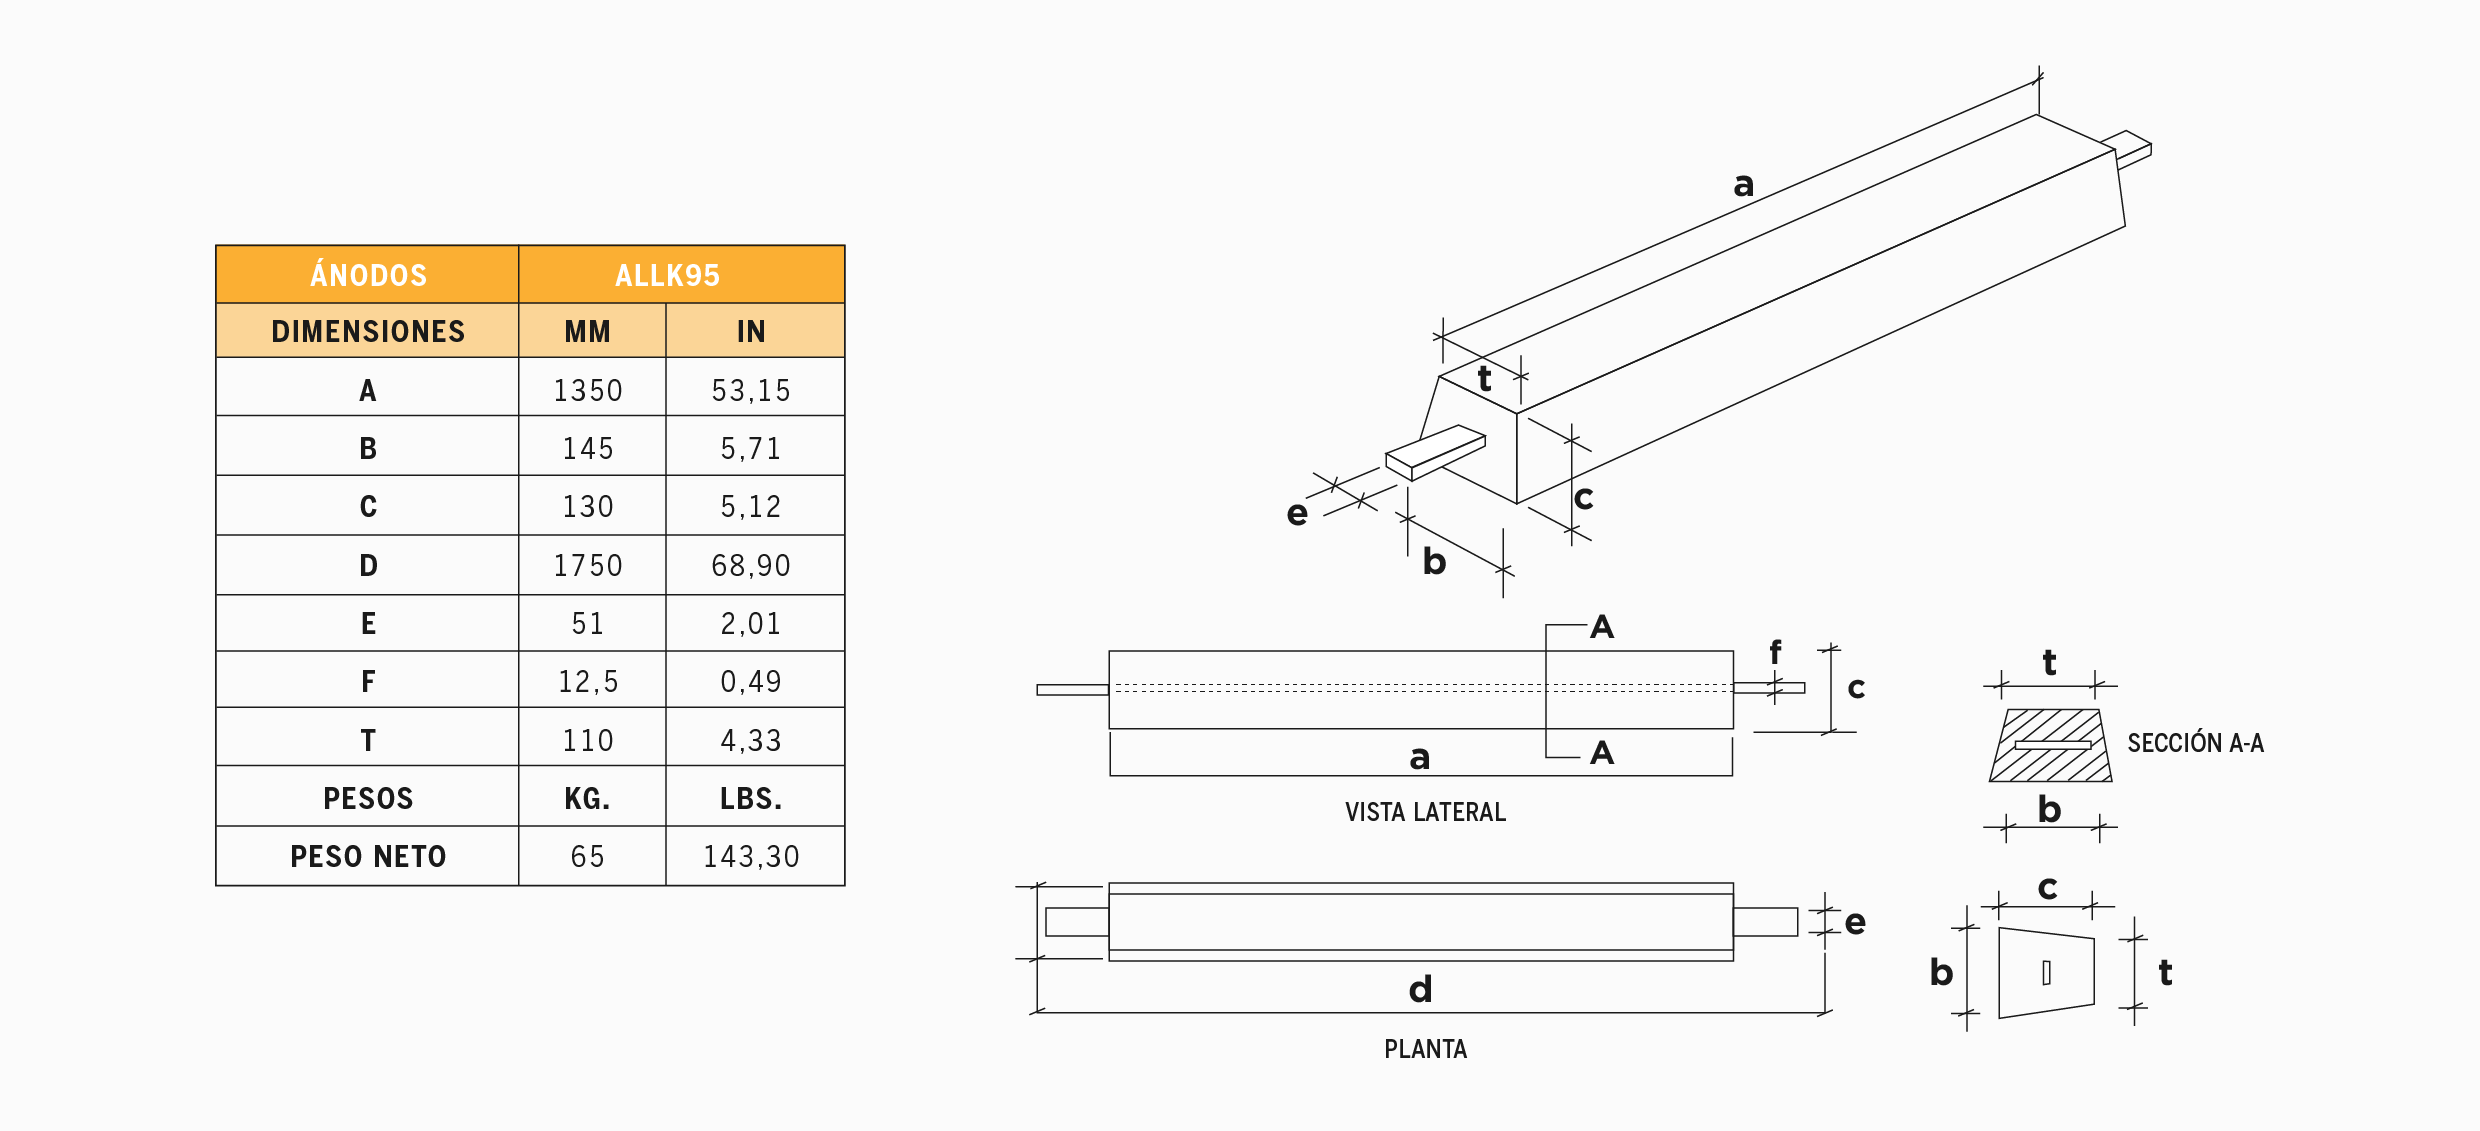 ÁNODOS ALLK95
DIMENSIONES MM IN
A 1350 53,15
B 145 5,71
C 130 5,12
D 1750 68,90
E 51 2,01
F 12,5 0,49
T 110 4,33
PESOS KG. LBS.
PESO NETO 65 143,30
a
t
c
e
b
A
f
c
A
a
VISTA LATERAL
t
SECCIÓN A-A
b
e
d
PLANTA
c
b
t